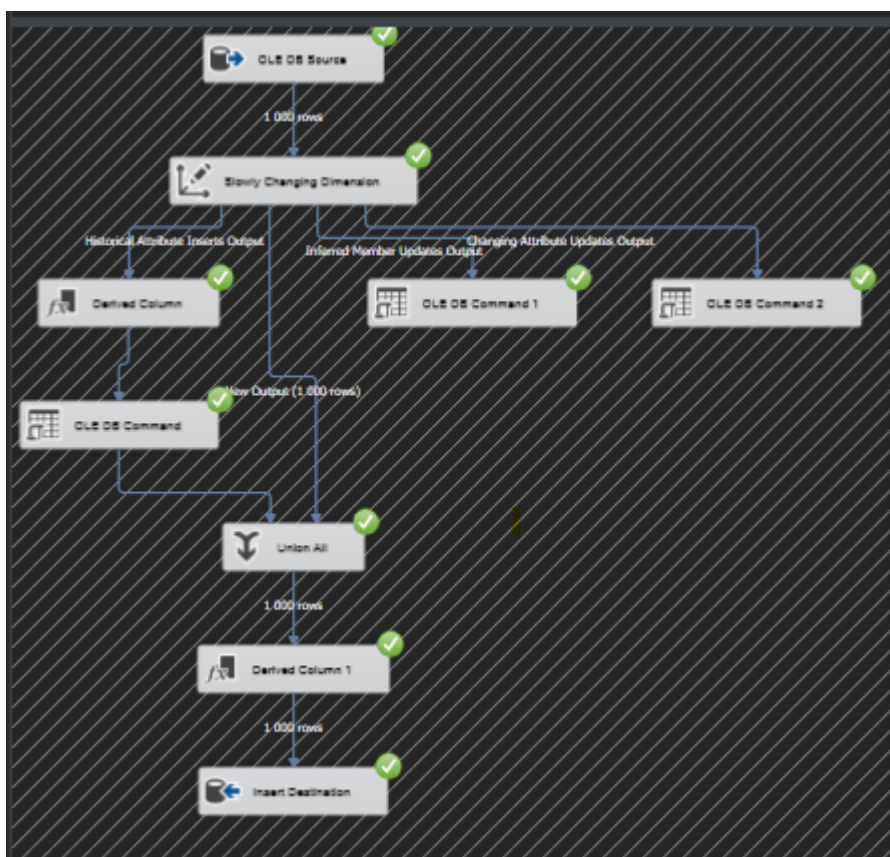 OLE DB Source
1 000 rows
Slowly Changing Dimension
Historical Attribute Inserts Output
Inferred Member Updates Output
Changing Attribute Updates Output
Derived Column
OLE DB Command 1
OLE DB Command 2
New Output (1 000 rows)
OLE DB Command
Union All
1 000 rows
Derived Column 1
1 000 rows
Insert Destination